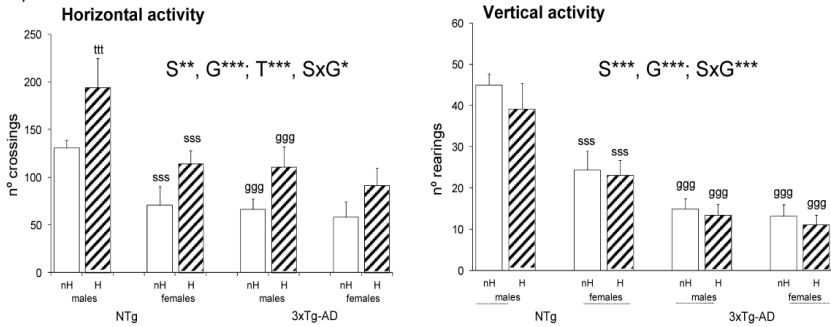 Horizontal activity
250
200
150
100
50
0
nº crossings
S**, G***; T***, SxG*
ttt
sss
sss
ggg
ggg
nH H nH H nH H nH H
males females males females
NTg 3xTg-AD
Vertical activity
60
50
40
30
20
10
0
nº rearings
S***, G***; SxG***
sss sss
ggg ggg
ggg ggg
nH H nH H nH H nH H
males females males females
NTg 3xTg-AD